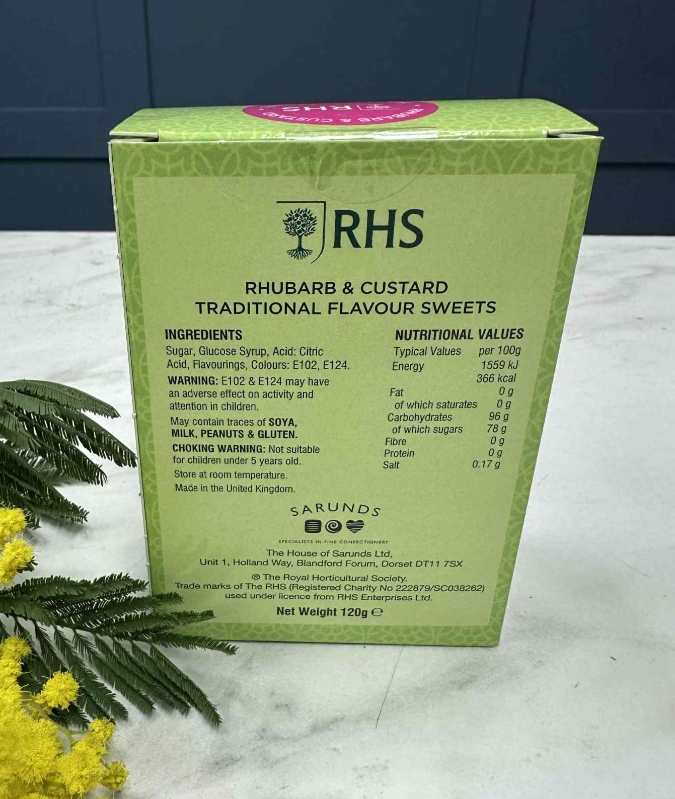 RHUBARB & CUSTARD
RHS
RHS
RHUBARB & CUSTARD
TRADITIONAL FLAVOUR SWEETS
INGREDIENTS
Sugar, Glucose Syrup, Acid: Citric
Acid, Flavourings, Colours: E102, E124.
WARNING: E102 & E124 may have
an adverse effect on activity and
attention in children.
May contain traces of SOYA,
MILK, PEANUTS & GLUTEN.
CHOKING WARNING: Not suitable
for children under 5 years old.
Store at room temperature.
Made in the United Kingdom.
NUTRITIONAL VALUES
Typical Values per 100g
Energy 1559 kJ
366 kcal
Fat 0 g
of which saturates 0 g
Carbohydrates 96 g
of which sugars 78 g
Fibre 0 g
Protein 0 g
Salt 0.17 g
SARUNDS
SPECIALISTS IN FINE CONFECTIONERY
The House of Sarunds Ltd,
Unit 1, Holland Way, Blandford Forum, Dorset DT11 7SX
® The Royal Horticultural Society.
Trade marks of The RHS (Registered Charity No 222879/SC038262)
used under licence from RHS Enterprises Ltd.
Net Weight 120g ℮